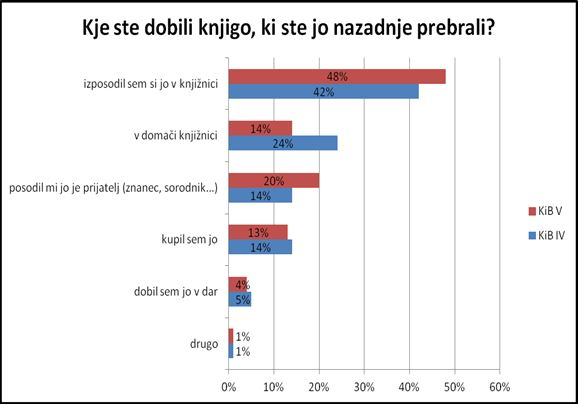 Kje ste dobili knjigo, ki ste jo nazadnje prebrali?
izposodil sem si jo v knjižnici
48%
42%
v domači knjižnici
14%
24%
posodil mi jo je prijatelj (znanec, sorodnik...)
20%
14%
kupil sem jo
13%
14%
dobil sem jo v dar
4%
5%
drugo
1%
1%
KiB V
KiB IV
0% 10% 20% 30% 40% 50% 60%